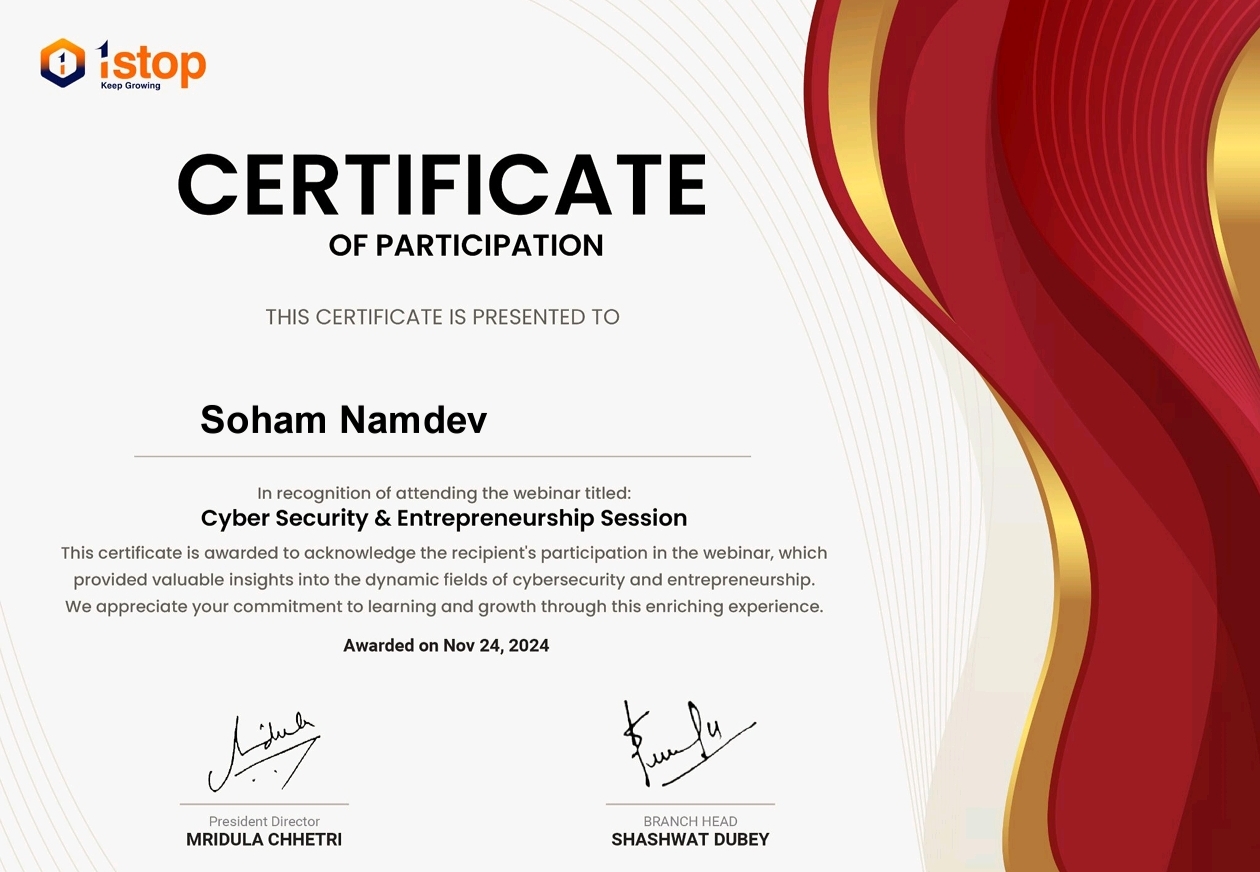 1stop
Keep Growing
CERTIFICATE
OF PARTICIPATION
THIS CERTIFICATE IS PRESENTED TO
Soham Namdev
In recognition of attending the webinar titled:
Cyber Security & Entrepreneurship Session
This certificate is awarded to acknowledge the recipient's participation in the webinar, which
provided valuable insights into the dynamic fields of cybersecurity and entrepreneurship.
We appreciate your commitment to learning and growth through this enriching experience.
Awarded on Nov 24, 2024
Mridula
President Director
MRIDULA CHHETRI
BRANCH HEAD
SHASHWAT DUBEY